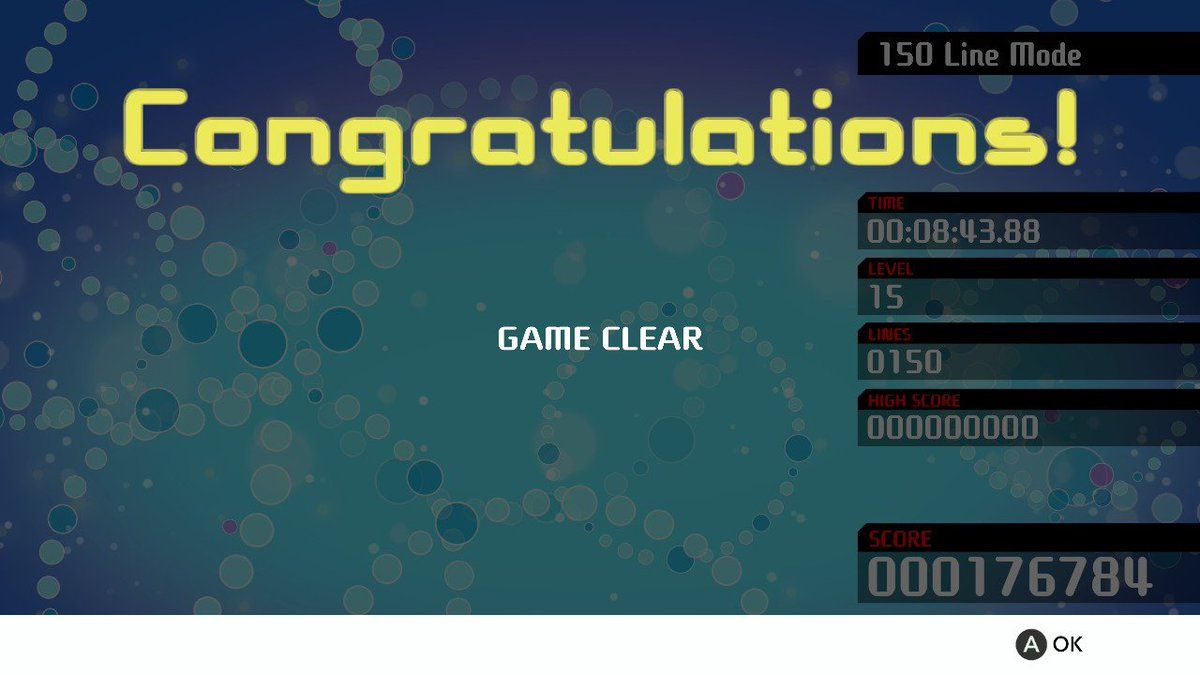 150 Line Mode
Congratulations!
TIME
00:08:43.88
LEVEL
15
GAME CLEAR
LINES
0150
HIGH SCORE
000000000
SCORE
000176784
A OK